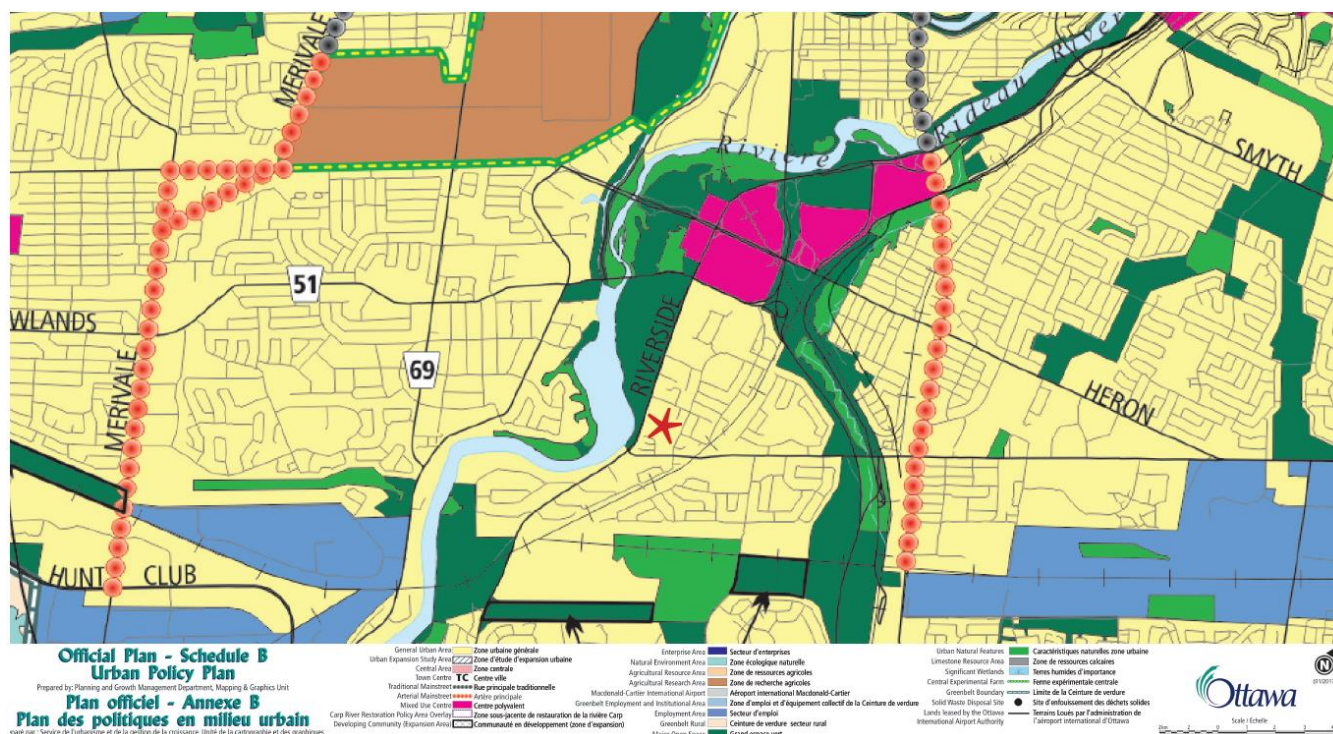 MERIVALE
Rivière Rideau River
SMYTH
51
WLANDS
RIVERSIDE
69
MERIVALE
HERON
HUNT CLUB
Official Plan - Schedule B
Urban Policy Plan
Prepared by: Planning and Growth Management Department, Mapping & Graphics Unit
Plan officiel - Annexe B
Plan des politiques en milieu urbain
General Urban Area Zone urbaine générale
Urban Expansion Study Area Zone d'étude d'expansion urbaine
Central Area Zone centrale
Town Centre TC Centre ville
Traditional Mainstreet Rue principale traditionnelle
Arterial Mainstreet Artère principale
Mixed Use Centre Centre polyvalent
Carp River Restoration Policy Area Overlay Zone sous-jacente de restauration de la rivière Carp
Developing Community (Expansion Area) Communauté en développement (zone d'expansion)
Enterprise Area Secteur d'entreprises
Natural Environment Area Zone écologique naturelle
Agricultural Resource Area Zone de ressources agricoles
Agricultural Research Area Zone de recherche agricoles
Macdonald-Cartier International Airport Aéroport international Macdonald-Cartier
Greenbelt Employment and Institutional Area Zone d'emploi et d'équipement collectif de la Ceinture de verdure
Employment Area Secteur d'emploi
Greenbelt Rural Ceinture de verdure secteur rural
Major Open Space Grand espace vert
Urban Natural Features Caractéristiques naturelles zone urbaine
Limestone Resource Area Zone de ressources calcaires
Significant Wetlands Terres humides d'importance
Central Experimental Farm Ferme expérimentale centrale
Greenbelt Boundary Limite de la Ceinture de verdure
Solid Waste Disposal Site Site d'enfouissement des déchets solides
Lands leased by the Ottawa Terrains Loués par l'administration de
International Airport Authority l'aéroport international d'Ottawa
Ottawa
N
Scale / Echelle